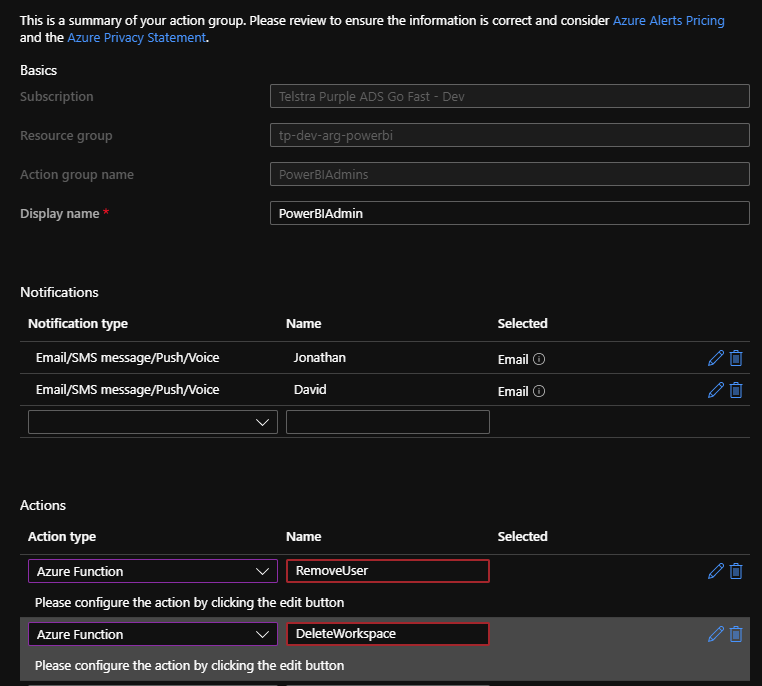 This is a summary of your action group. Please review to ensure the information is correct and consider Azure Alerts Pricing
and the Azure Privacy Statement.
Basics
Subscription Telstra Purple ADS Go Fast - Dev
Resource group tp-dev-arg-powerbi
Action group name PowerBIAdmins
Display name * PowerBIAdmin
Notifications
Notification type Name Selected
Email/SMS message/Push/Voice Jonathan Email
Email/SMS message/Push/Voice David Email
Actions
Action type Name Selected
Azure Function RemoveUser
Please configure the action by clicking the edit button
Azure Function DeleteWorkspace
Please configure the action by clicking the edit button